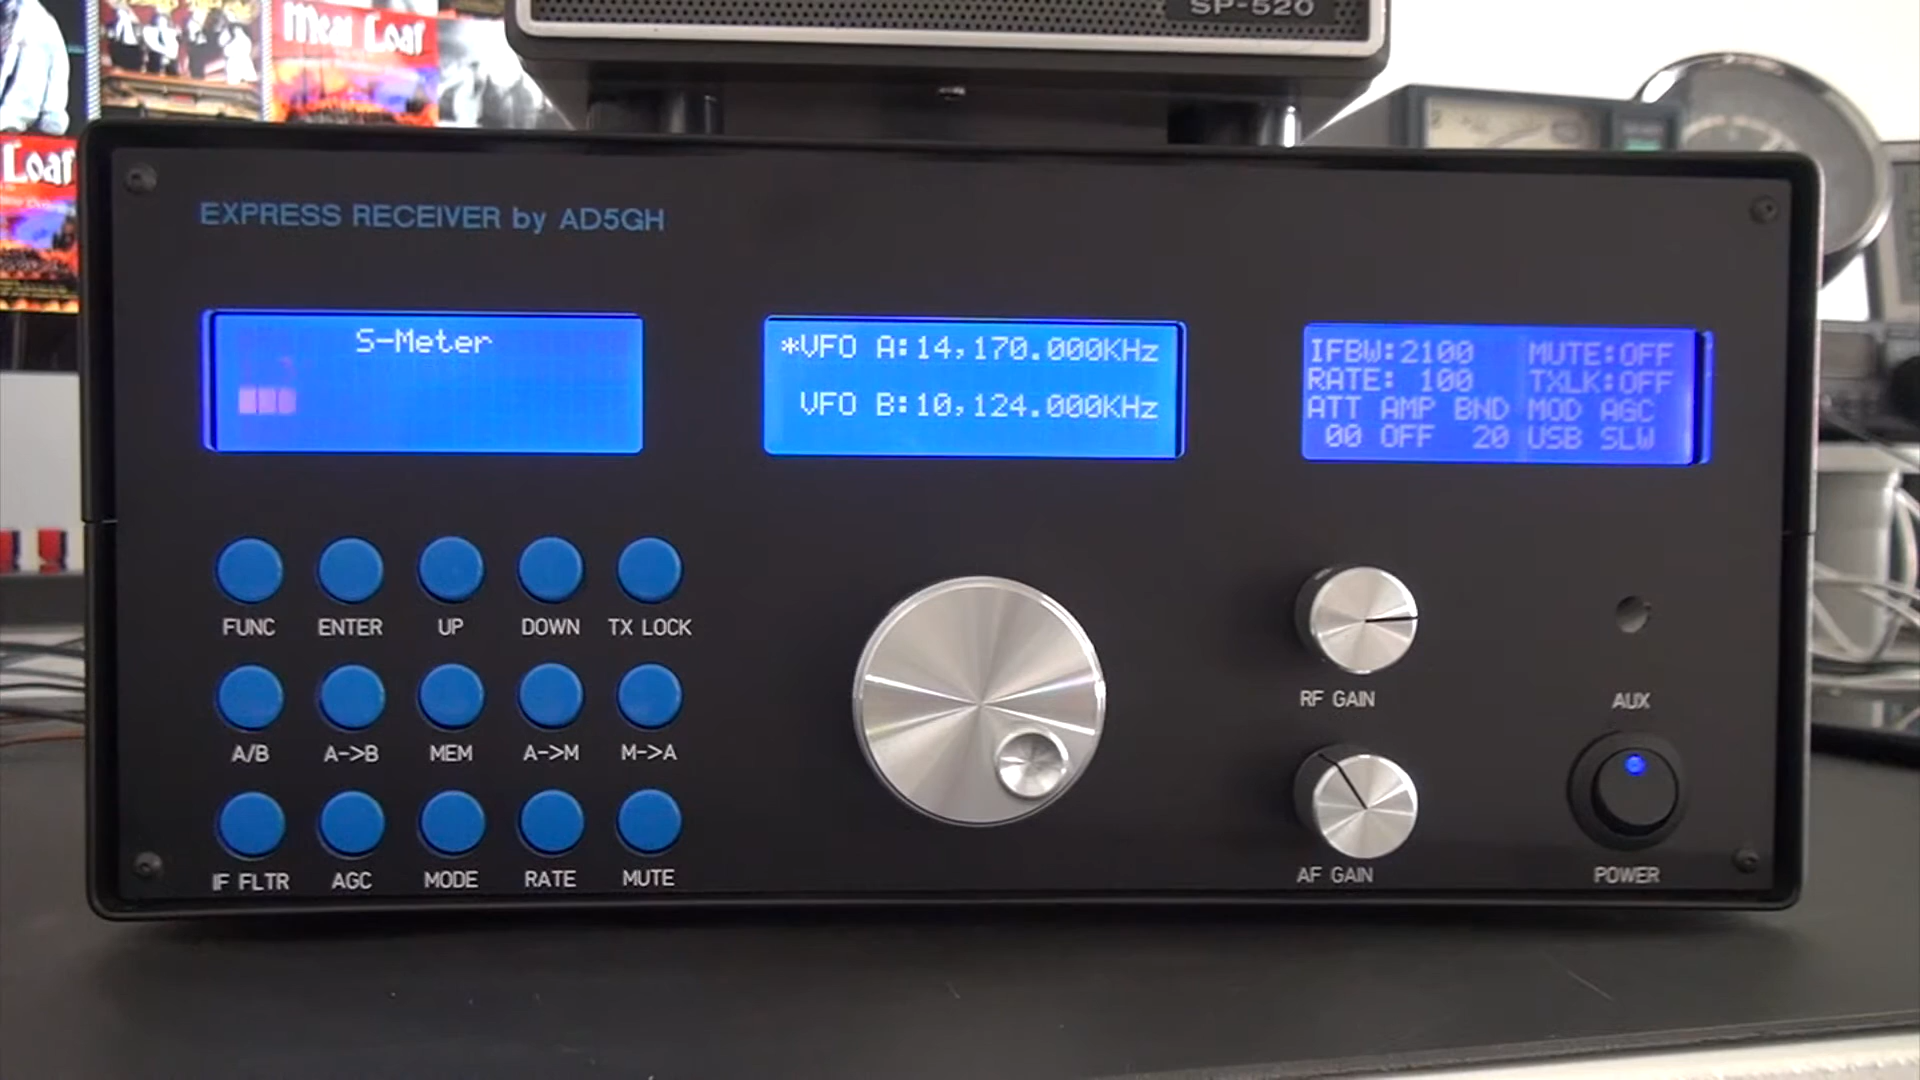 SP-520
Meat Loaf
Loaf
EXPRESS RECEIVER by AD5GH
S-Meter
*VFO A:14,170.000KHz
VFO B:10,124.000KHz
IFBW:2100 MUTE:OFF
RATE: 100 TXLK:OFF
ATT AMP BND MOD AGC
00 OFF 20 USB SLW
FUNC ENTER UP DOWN TX LOCK
A/B A->B MEM A->M M->A
IF FLTR AGC MODE RATE MUTE
RF GAIN
AUX
AF GAIN
POWER